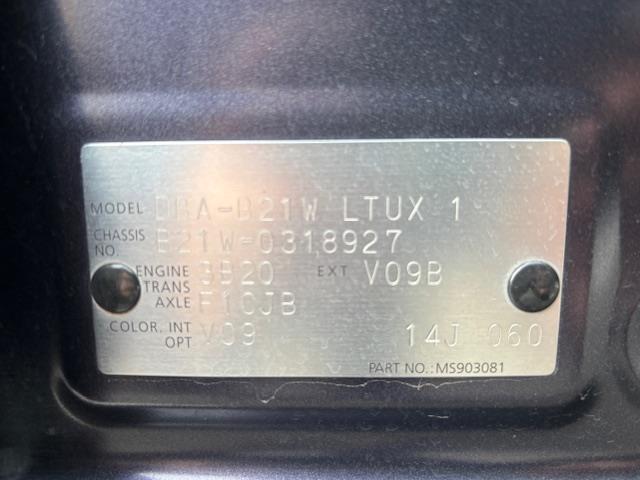 MODEL DBA-B21W LTUX 1
CHASSIS NO. B21W-0318927
ENGINE 3B20 EXT V09B
TRANS AXLE F1CJB
COLOR. INT OPT V09 14J 060
PART NO.: MS903081